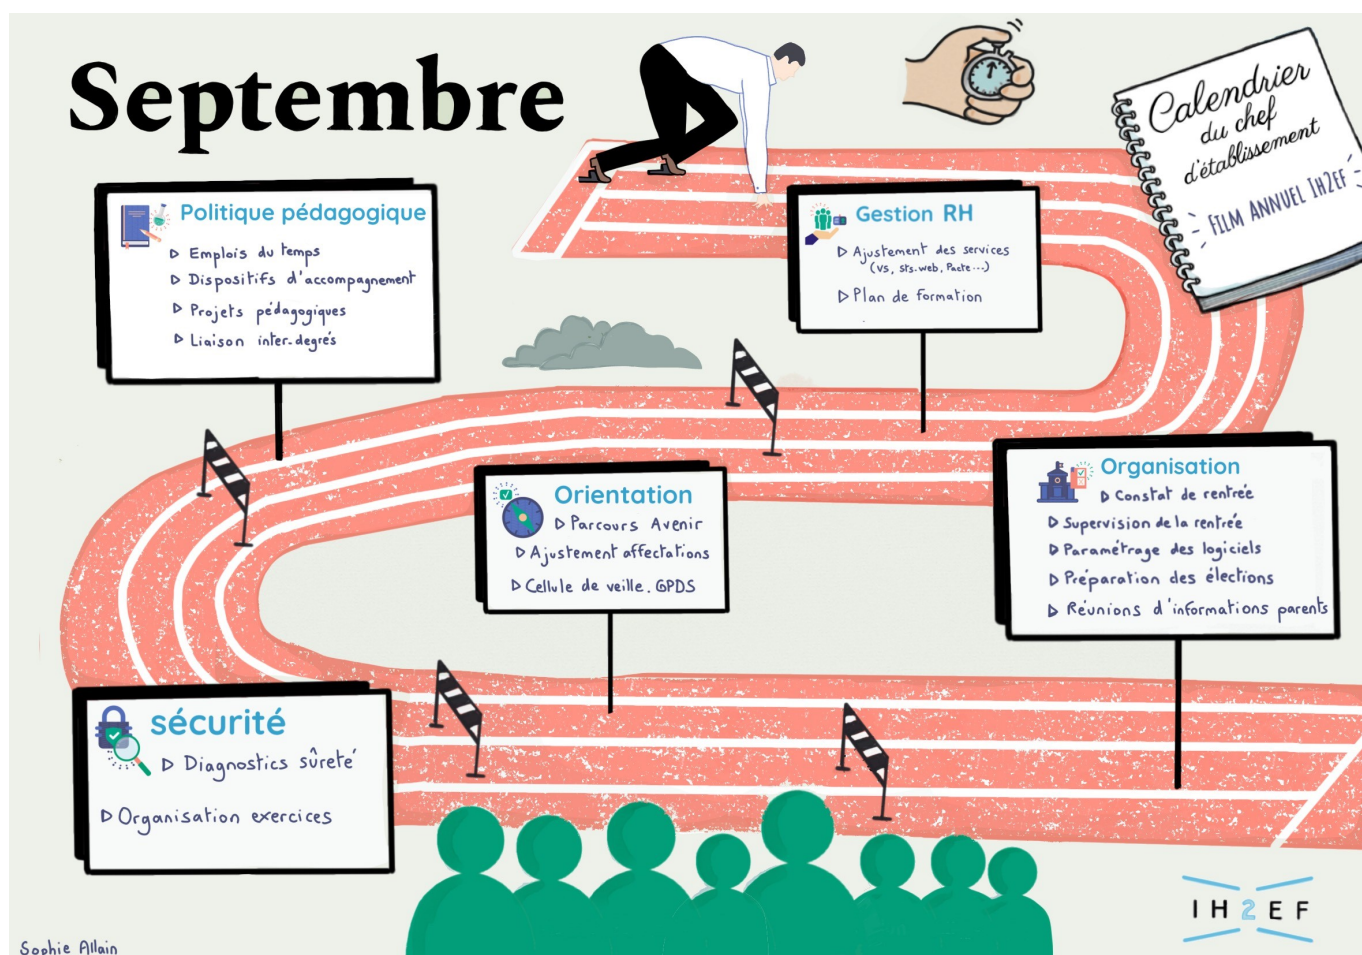 Septembre
Calendrier
du chef
d'établissement
FILM ANNUEL IH2EF
Politique pédagogique
Emplois du temps
Dispositifs d'accompagnement
Projets pédagogiques
Liaison inter-degrés
Gestion RH
Ajustement des services
(VS, Sts-web, Pacte...)
Plan de formation
Orientation
Parcours Avenir
Ajustement affectations
Cellule de veille. GPDS
Organisation
Constat de rentrée
Supervision de la rentrée
Paramétrage des logiciels
Préparation des élections
Réunions d'informations parents
sécurité
Diagnostics sûreté
Organisation exercices
IH2EF
Sophie Allain